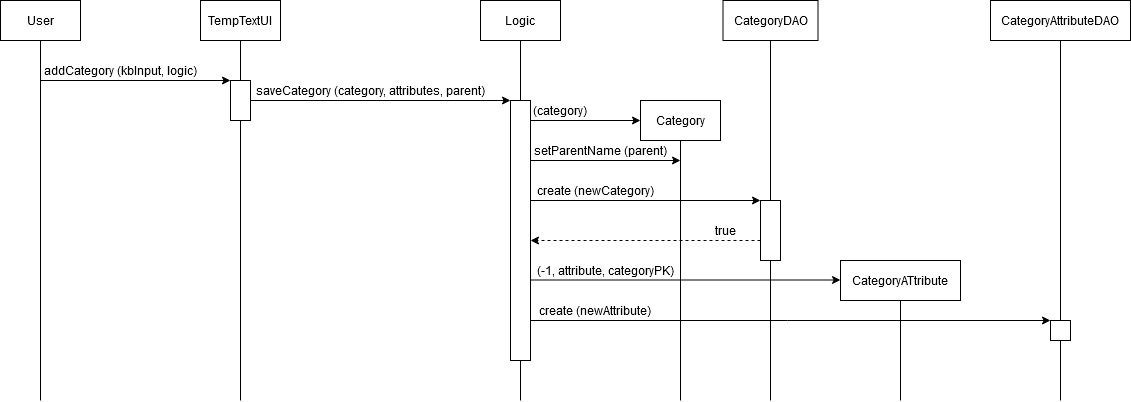 User
TempTextUI
Logic
CategoryDAO
CategoryAttributeDAO
addCategory (kbInput, logic)
saveCategory (category, attributes, parent)
(category)
Category
setParentName (parent)
create (newCategory)
true
(-1, attribute, categoryPK)
CategoryATtribute
create (newAttribute)